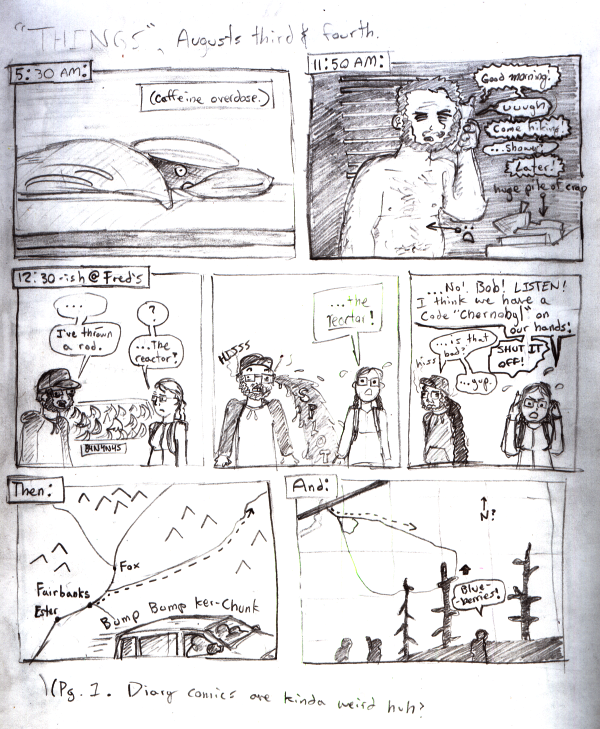 "THINGS", Augusts third & fourth.
5:30 AM:
(Caffeine overdose.)
11:50 AM:
Good morning!
uuugh
Come hiking!
...shower
Later!
huge pile of crap
12:30-ish @ Fred's
...
I've thrown
a rod.
?
...The
reactor?
B4N4N4S
HISSS
SPIT
...the
reactor!
...No! Bob! LISTEN!
I think we have a
Code "Chernobyl" on
our hands!
...is that
bad?
hiss
SHUT IT
OFF!
...yup.
Then:
Fox
Fairbanks
Ester
Bump Bump Ker-Chunk
And:
N?
Blue-
-berries!
(Pg. 1. Diary comics are kinda weird huh?